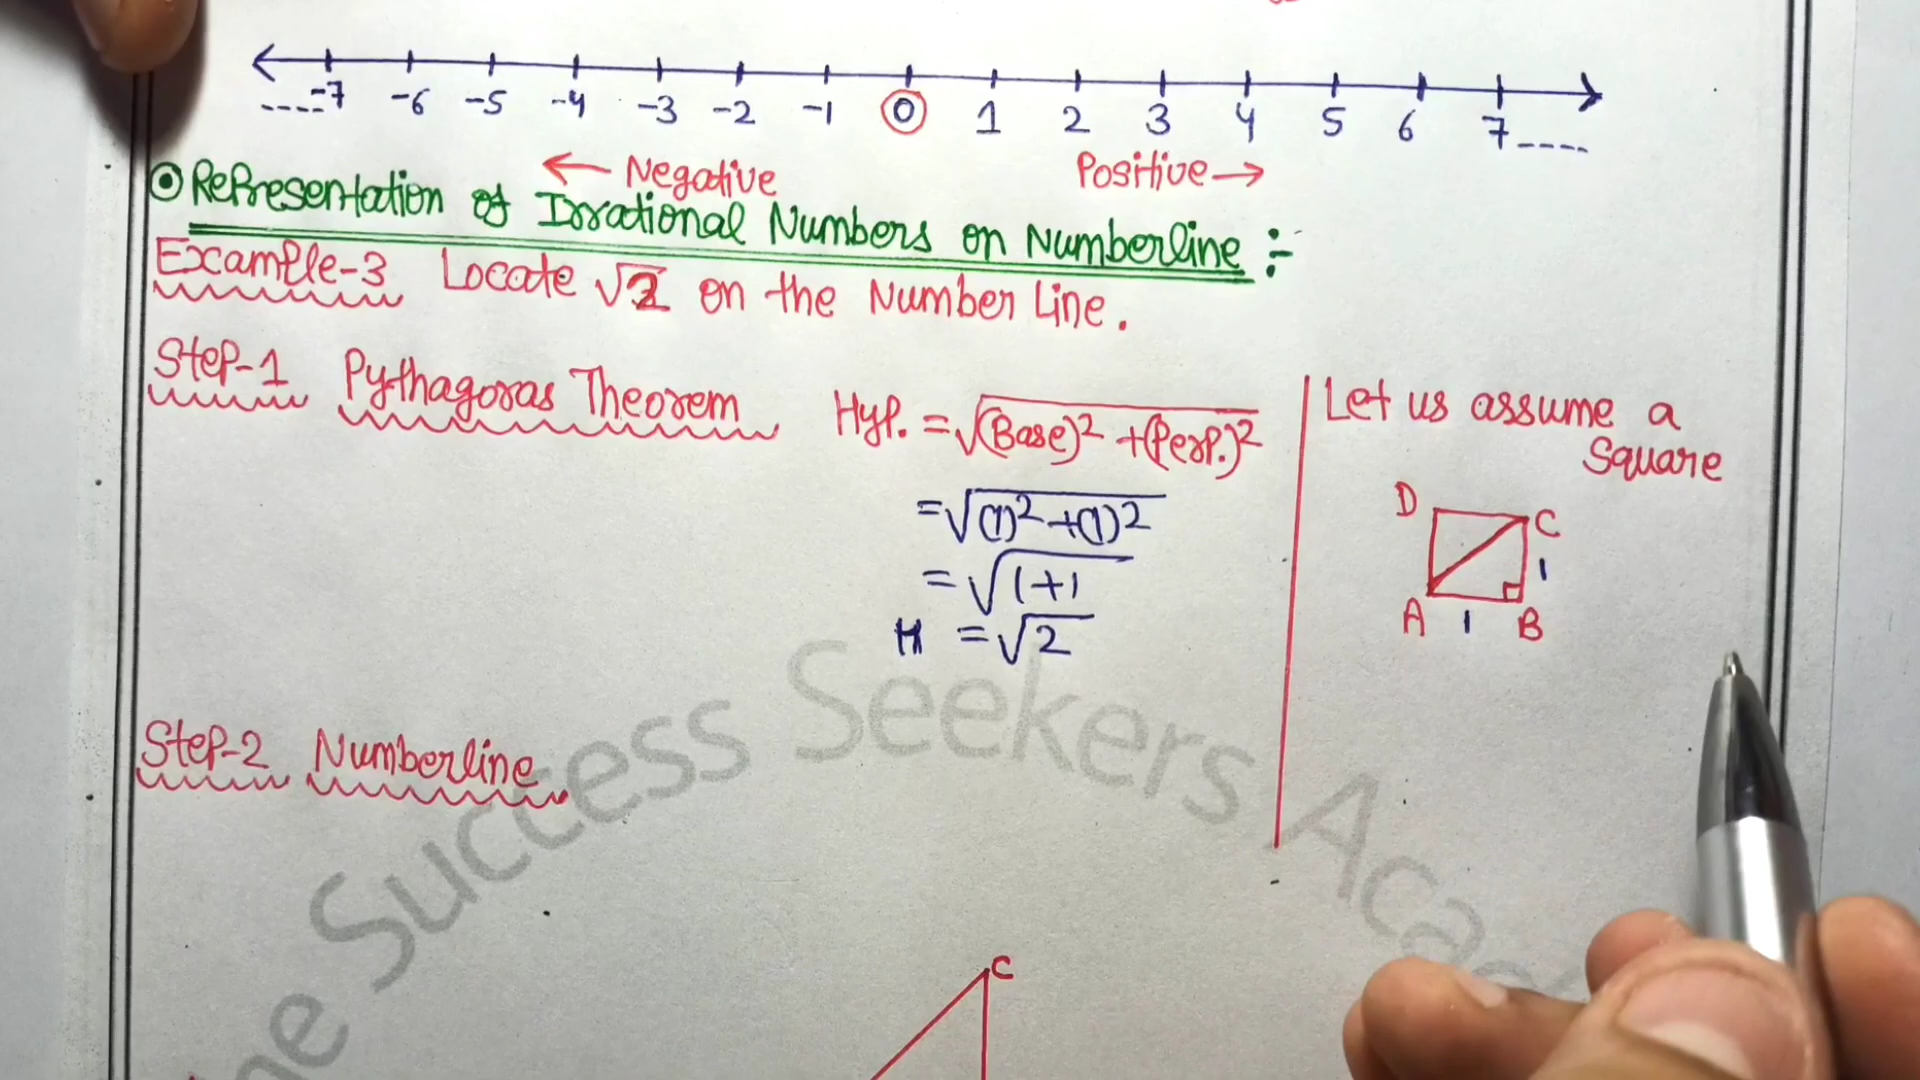 ----7 -6 -5 -4 -3 -2 -1 0 1 2 3 4 5 6 7----
← Negative Positive →
Representation of Irrational Numbers on Numberline :-
Example-3 Locate √2 on the Number Line.
Step-1 Pythagoras Theorem
Hyp. = √(Base)² + (Perp.)²
= √(1)² + (1)²
= √1+1
H = √2
Let us assume a
Square
D C
1
A 1 B
Step-2 Numberline
C
Success Seekers